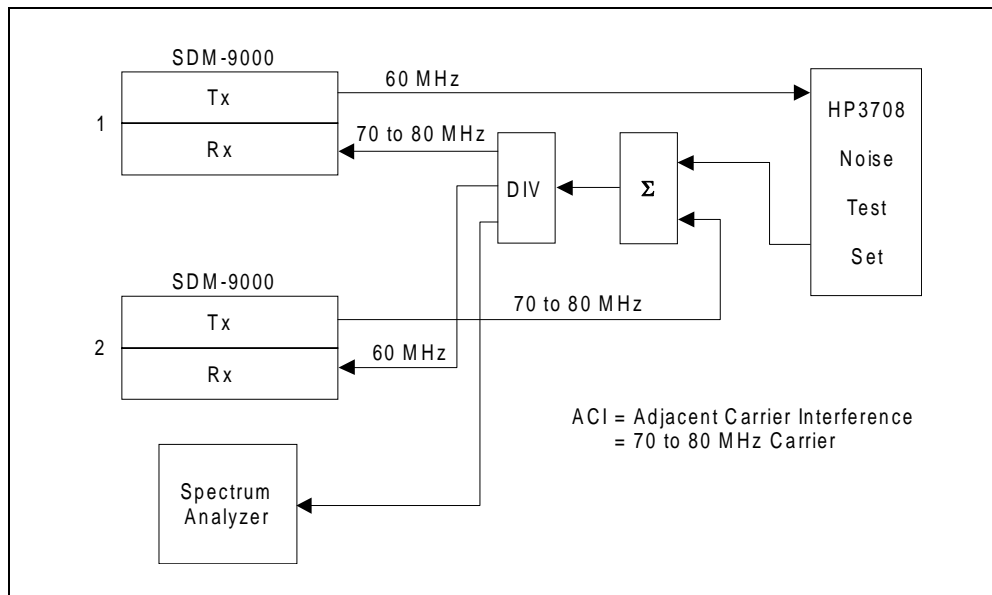 SDM-9000
Tx
1
Rx
60 MHz
70 to 80 MHz
DIV
Σ
HP3708
Noise
Test
Set
SDM-9000
Tx
2
Rx
70 to 80 MHz
60 MHz
ACI = Adjacent Carrier Interference
= 70 to 80 MHz Carrier
Spectrum
Analyzer